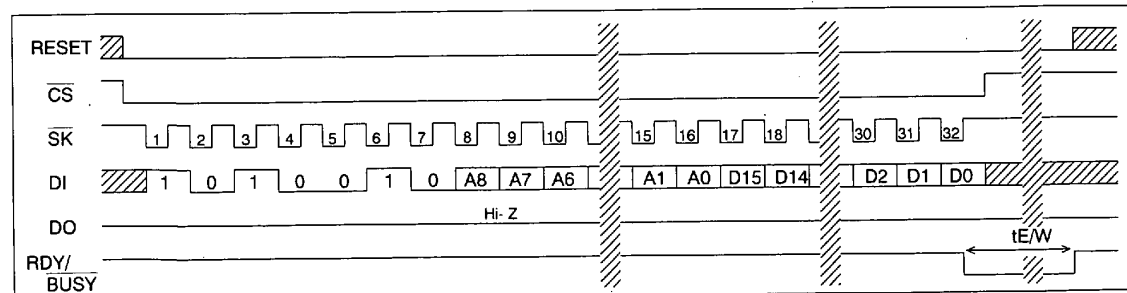 RESET
CS
SK 1 2 3 4 5 6 7 8 9 10 15 16 17 18 30 31 32
DI 1 0 1 0 0 1 0 A8 A7 A6 A1 A0 D15 D14 D2 D1 D0
Hi- Z
DO
tE/W
RDY/
BUSY